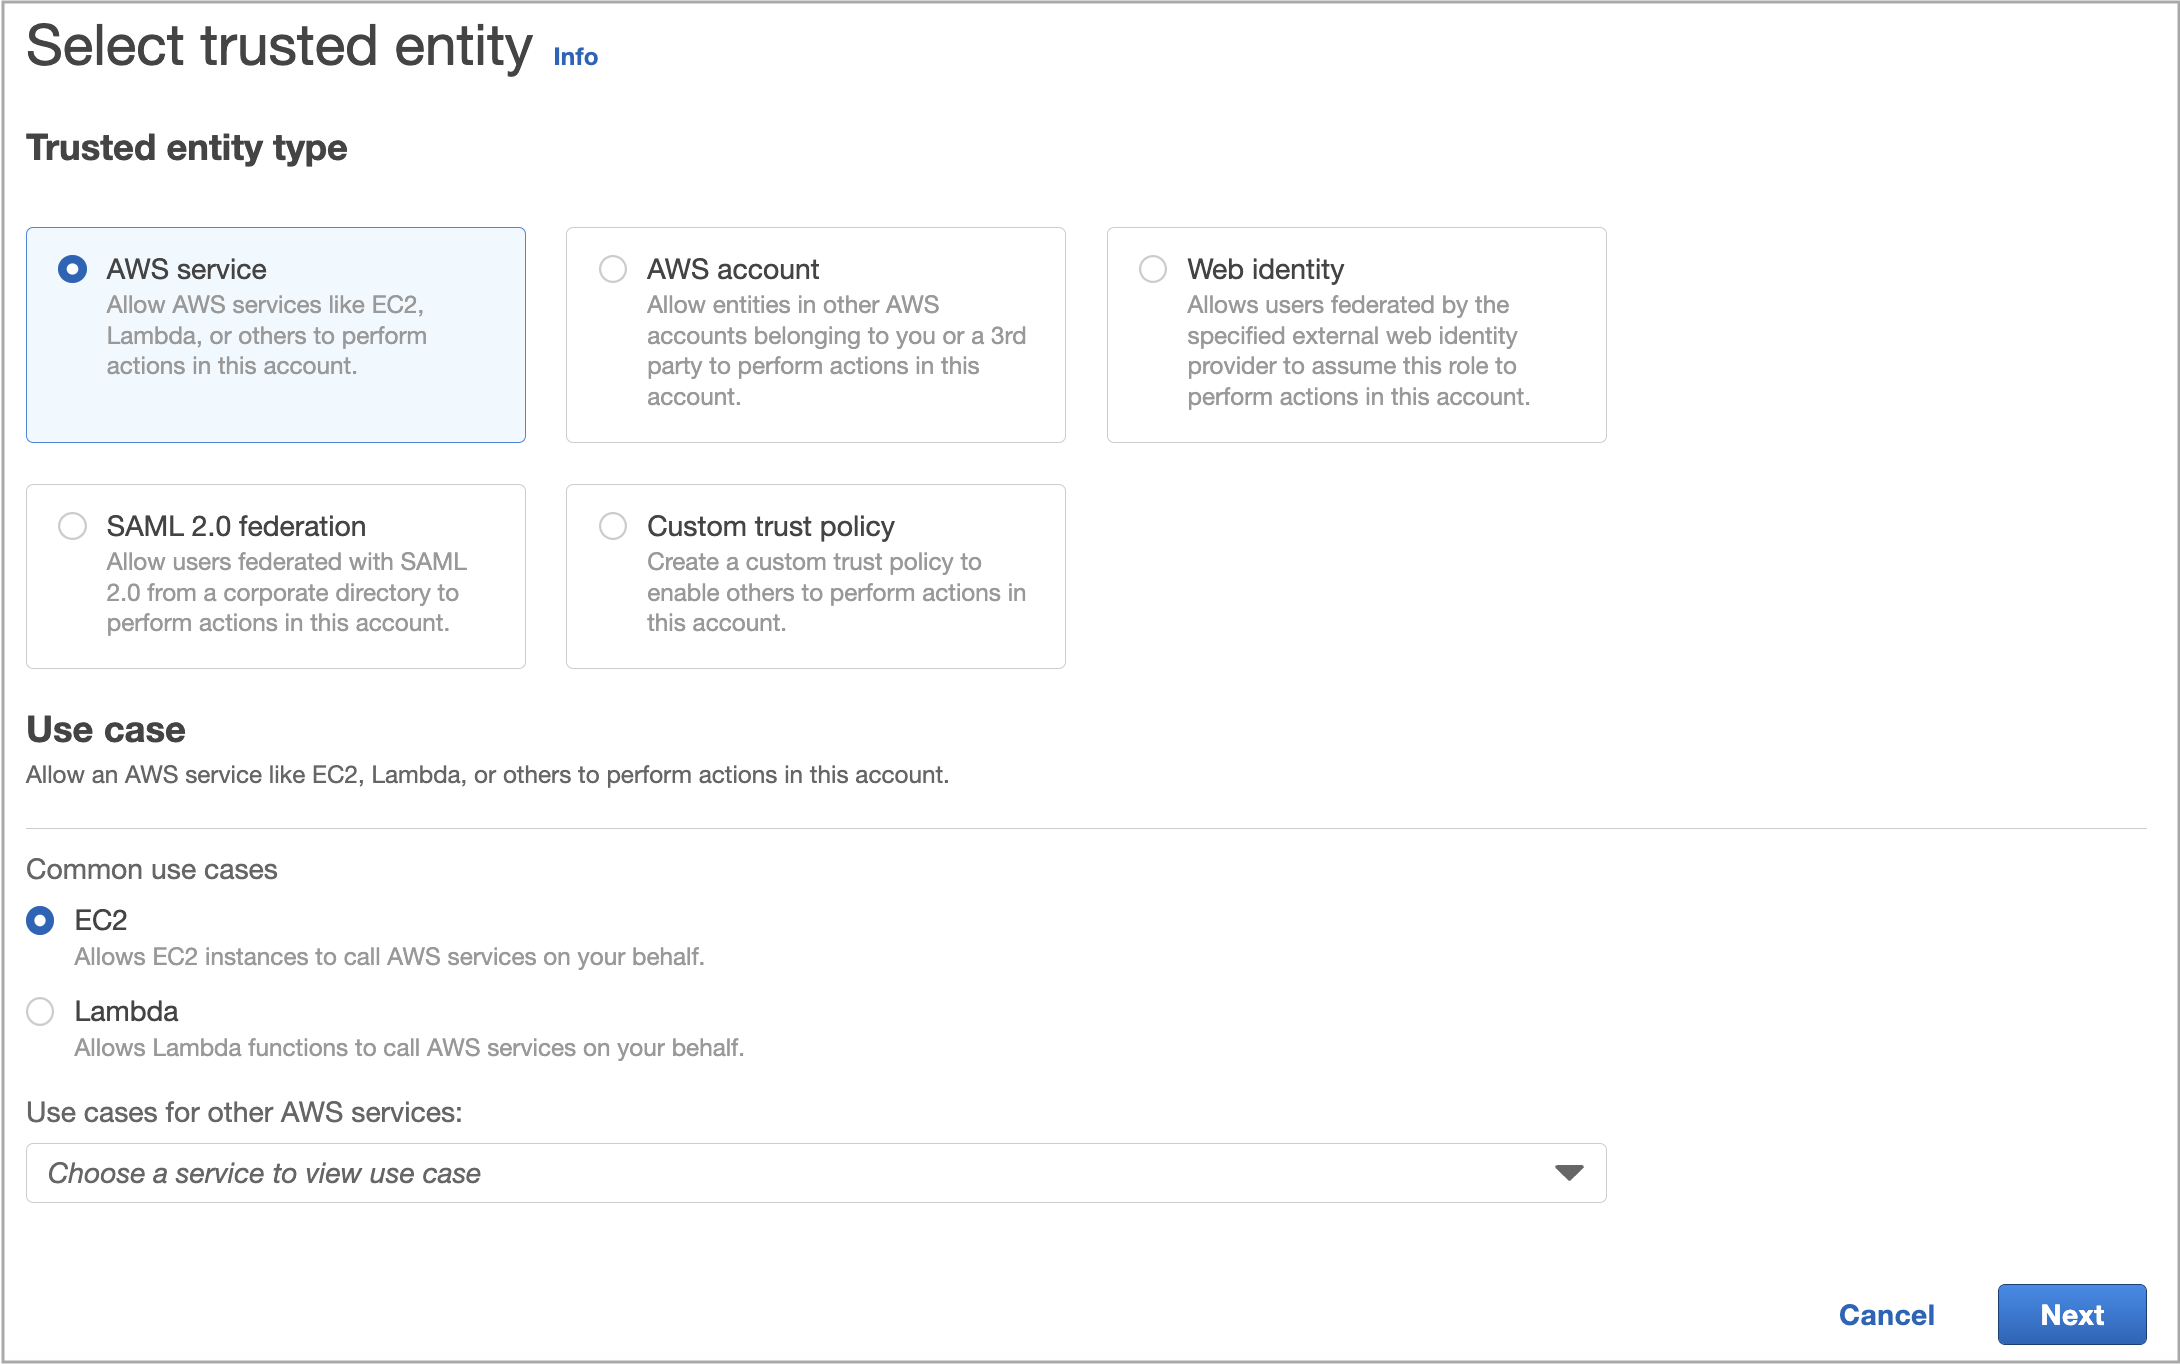 Select trusted entity Info
Trusted entity type
AWS service
Allow AWS services like EC2,
Lambda, or others to perform
actions in this account.
AWS account
Allow entities in other AWS
accounts belonging to you or a 3rd
party to perform actions in this
account.
Web identity
Allows users federated by the
specified external web identity
provider to assume this role to
perform actions in this account.
SAML 2.0 federation
Allow users federated with SAML
2.0 from a corporate directory to
perform actions in this account.
Custom trust policy
Create a custom trust policy to
enable others to perform actions in
this account.
Use case
Allow an AWS service like EC2, Lambda, or others to perform actions in this account.
Common use cases
EC2
Allows EC2 instances to call AWS services on your behalf.
Lambda
Allows Lambda functions to call AWS services on your behalf.
Use cases for other AWS services:
Choose a service to view use case
Cancel
Next